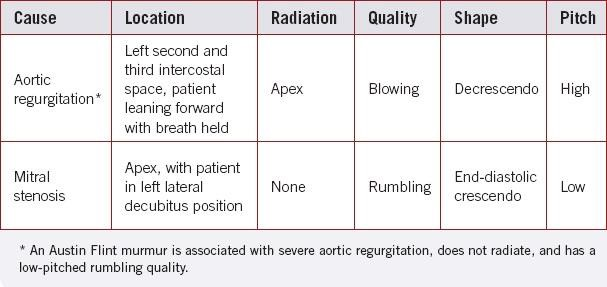 Cause Location Radiation Quality Shape Pitch
Aortic
regurgitation*
Left second and
third intercostal
space, patient
leaning forward
with breath held
Apex
Blowing
Decrescendo
High
Mitral
stenosis
Apex, with patient
in left lateral
decubitus position
None
Rumbling
End-diastolic
crescendo
Low
* An Austin Flint murmur is associated with severe aortic regurgitation, does not radiate, and has a
low-pitched rumbling quality.